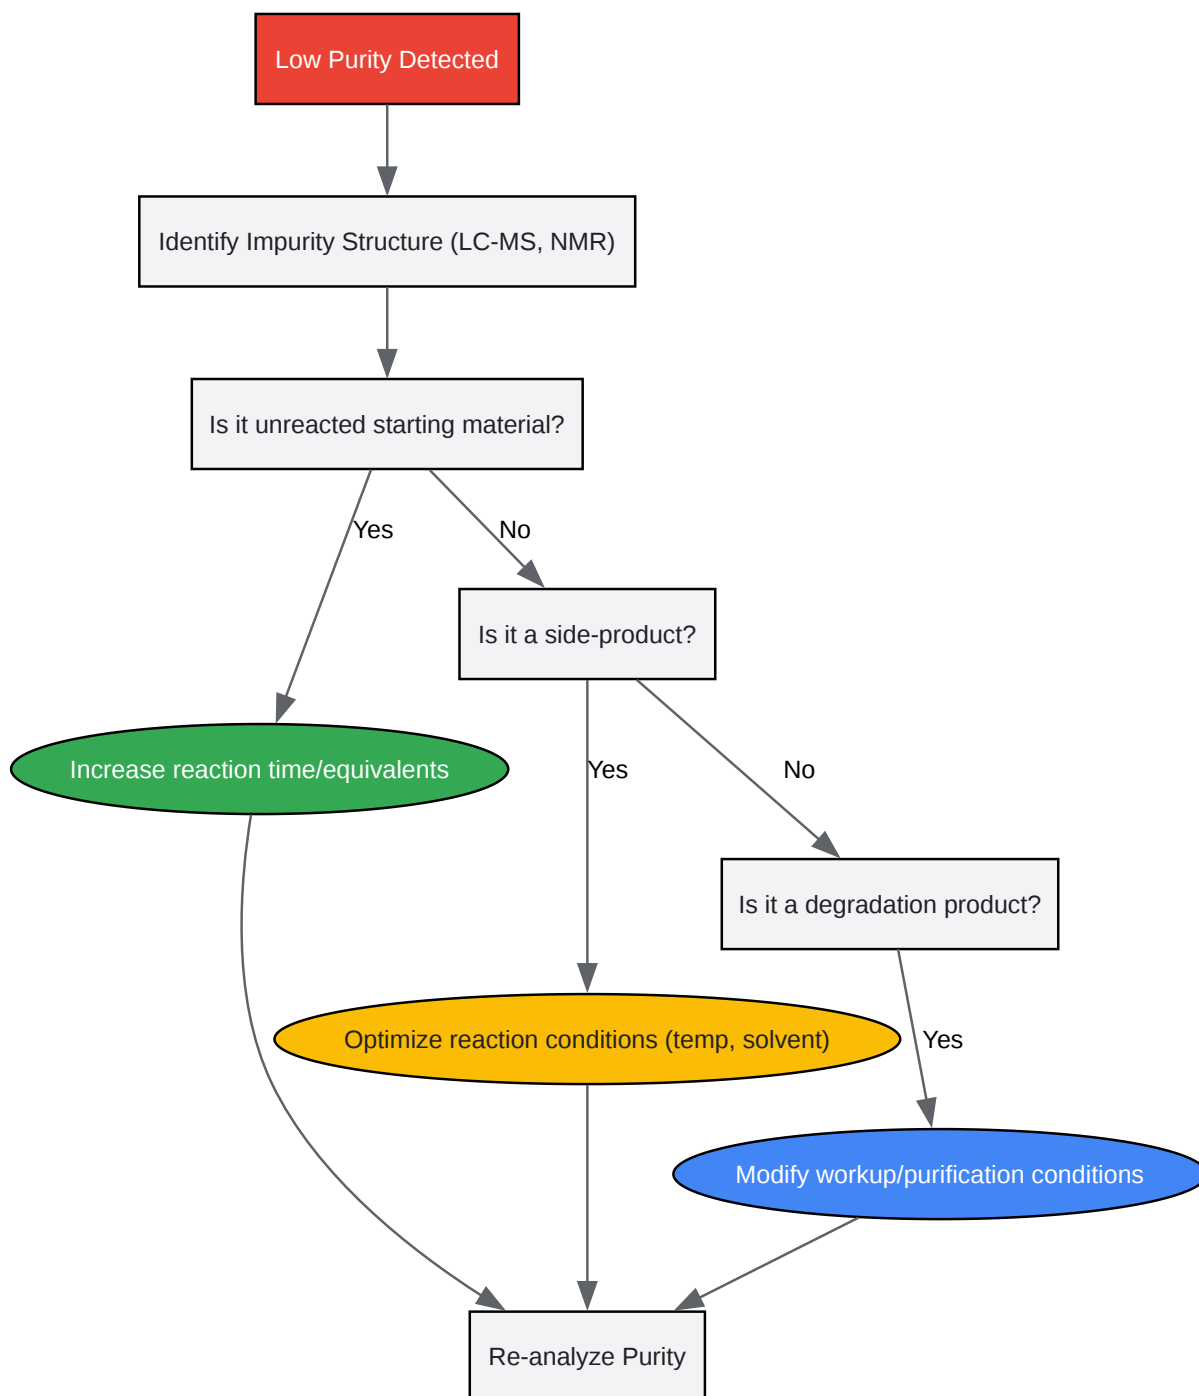 Low Purity Detected
Identify Impurity Structure (LC-MS, NMR)
Is it unreacted starting material?
Yes
No
Is it a side-product?
Increase reaction time/equivalents
Yes
No
Is it a degradation product?
Optimize reaction conditions (temp, solvent)
Yes
Modify workup/purification conditions
Re-analyze Purity